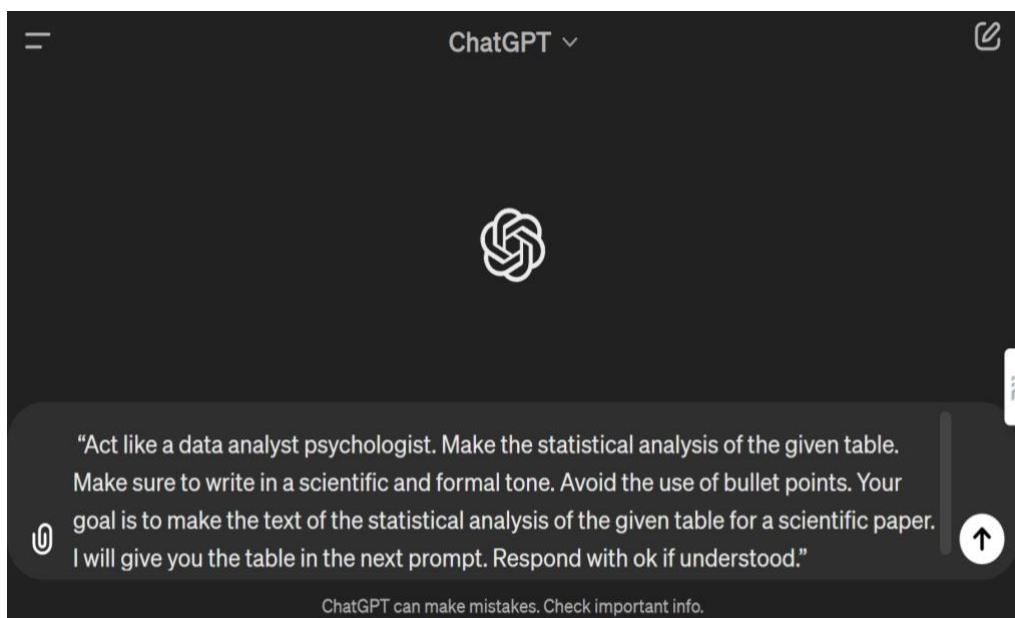 ChatGPT
“Act like a data analyst psychologist. Make the statistical analysis of the given table.
Make sure to write in a scientific and formal tone. Avoid the use of bullet points. Your
goal is to make the text of the statistical analysis of the given table for a scientific paper.
I will give you the table in the next prompt. Respond with ok if understood.”
ChatGPT can make mistakes. Check important info.